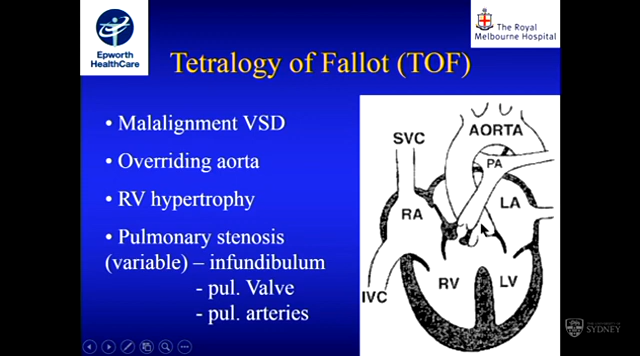 Epworth
HealthCare
The Royal
Melbourne Hospital
Tetralogy of Fallot (TOF)
• Malalignment VSD
• Overriding aorta
• RV hypertrophy
• Pulmonary stenosis
(variable) – infundibulum
- pul. Valve
- pul. arteries
AORTA
SVC
PA
RA
LA
IVC
RV
LV
THE UNIVERSITY OF
SYDNEY